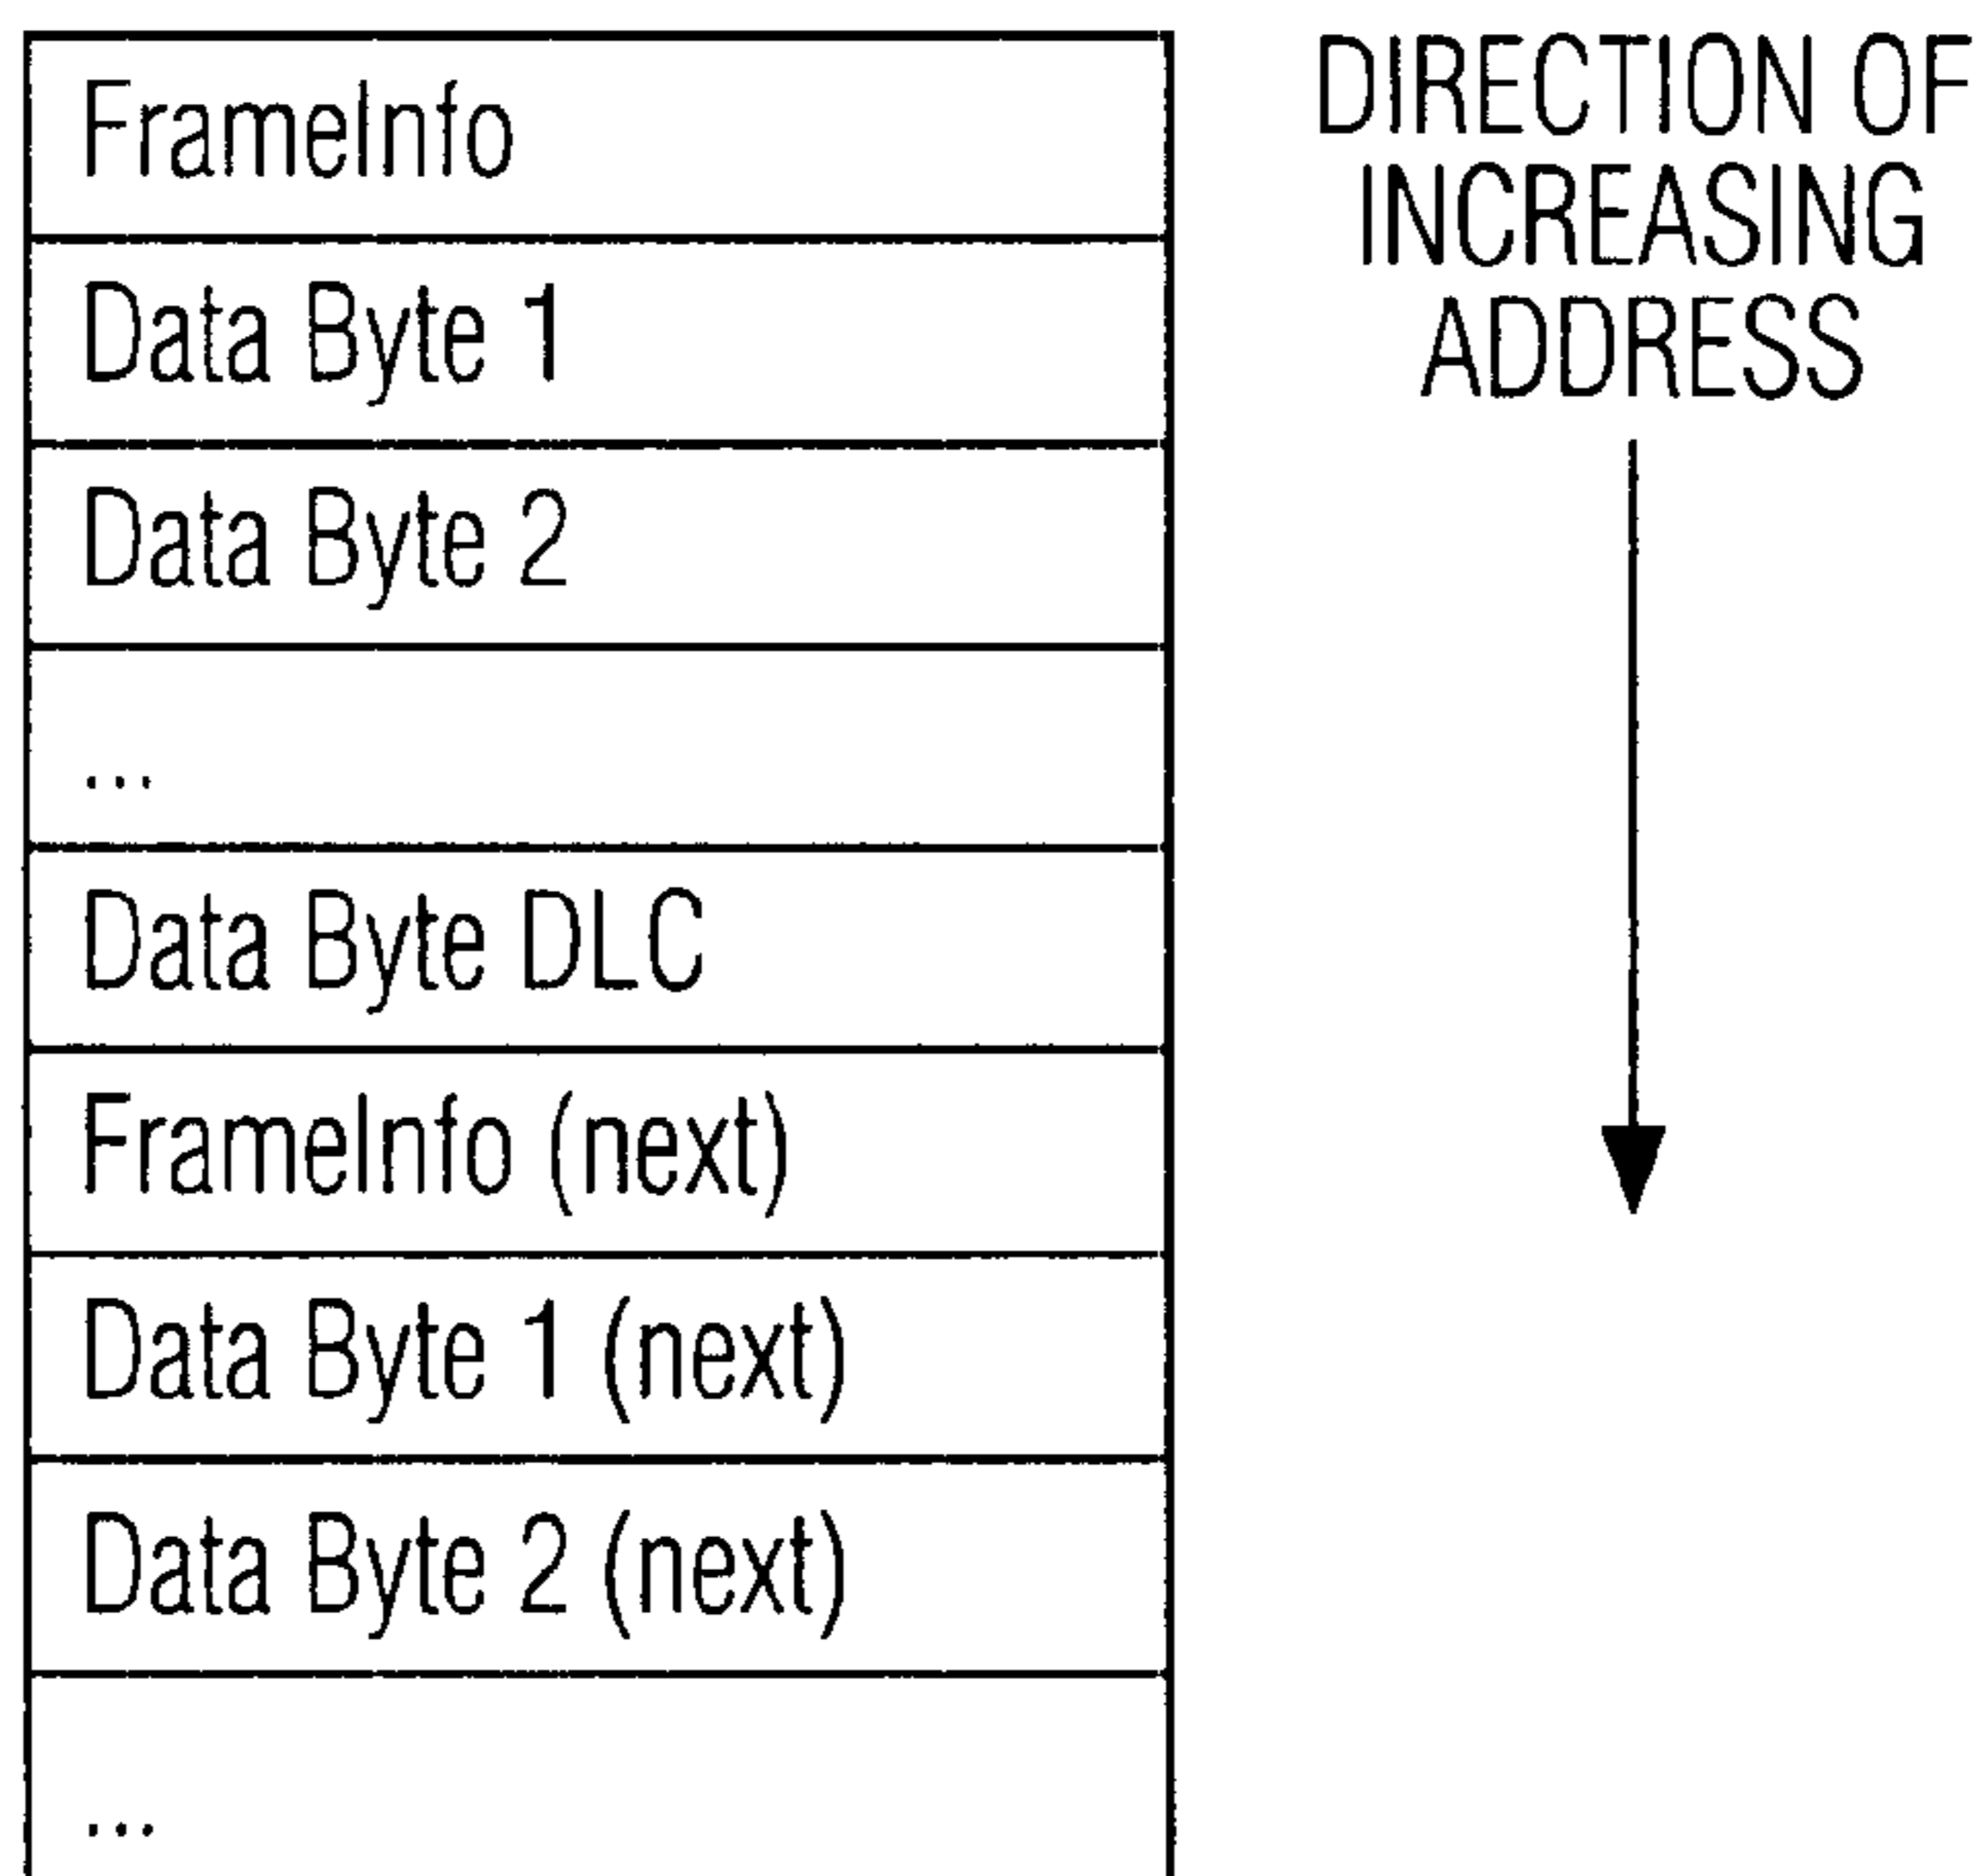 FrameInfo
Data Byte 1
Data Byte 2
...
Data Byte DLC
FrameInfo (next)
Data Byte 1 (next)
Data Byte 2 (next)
...
DIRECTION OF
INCREASING
ADDRESS